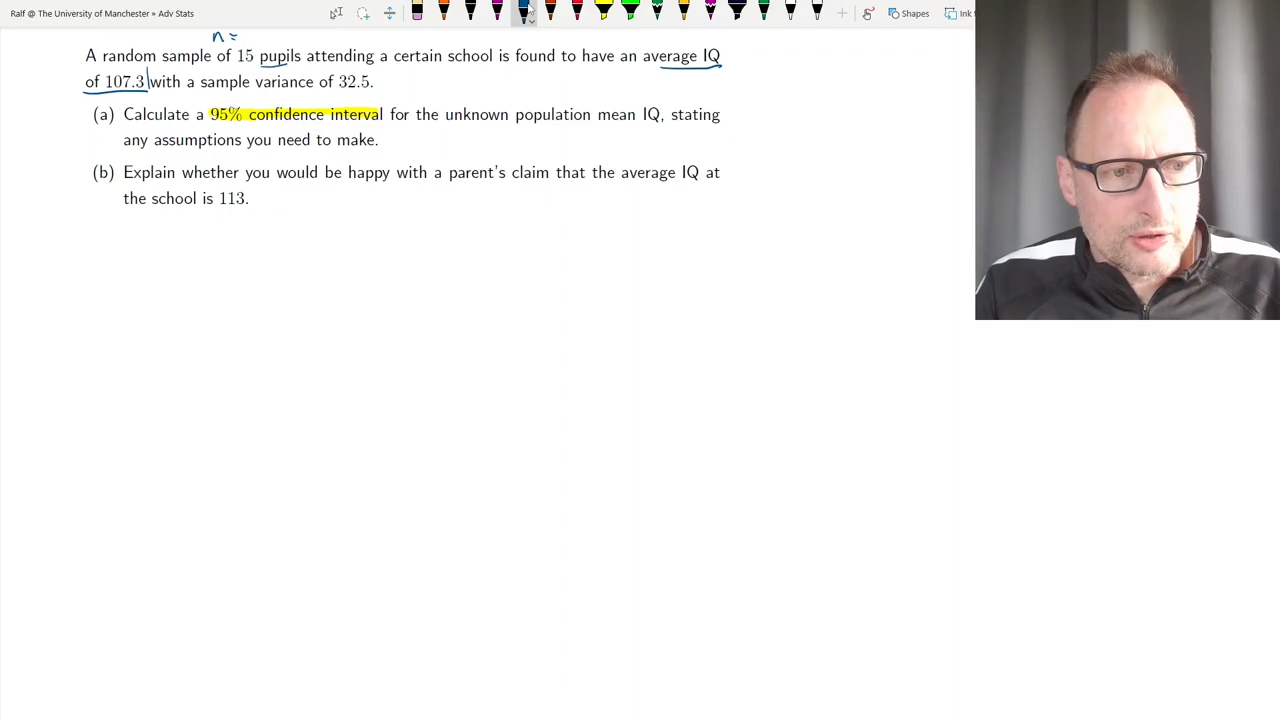 Ralf @ The University of Manchester » Adv Stats
Shapes
Ink t
n =
A random sample of 15 pupils attending a certain school is found to have an average IQ
of 107.3 with a sample variance of 32.5.
(a) Calculate a 95% confidence interval for the unknown population mean IQ, stating
any assumptions you need to make.
(b) Explain whether you would be happy with a parent's claim that the average IQ at
the school is 113.